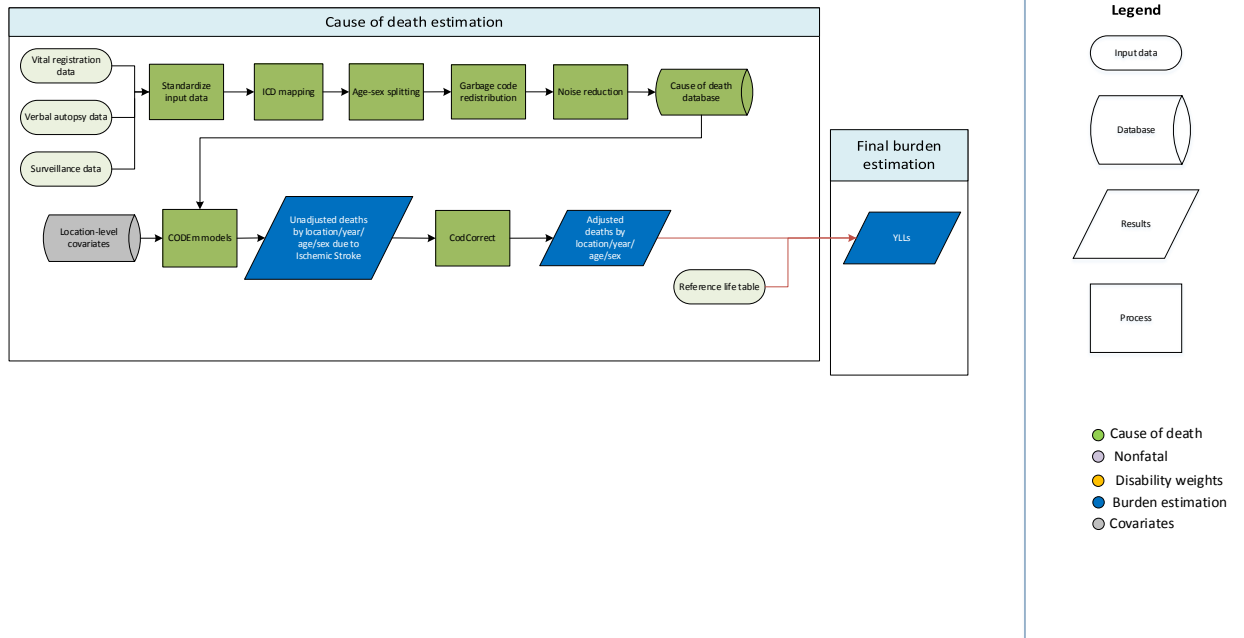 Cause of death estimation
Vital registration
data
Verbal autopsy data
Surveillance data
Standardize
input data
ICD mapping
Age-sex splitting
Garbage code
redistribution
Noise reduction
Cause of death
database
Location-level
covariates
CODEm models
Unadjusted deaths
by location/year/
age/sex due to
Ischemic Stroke
CodCorrect
Adjusted
deaths by
location/year/
age/sex
Reference life table
Final burden
estimation
YLLs
Legend
Input data
Database
Results
Process
Cause of death
Nonfatal
Disability weights
Burden estimation
Covariates